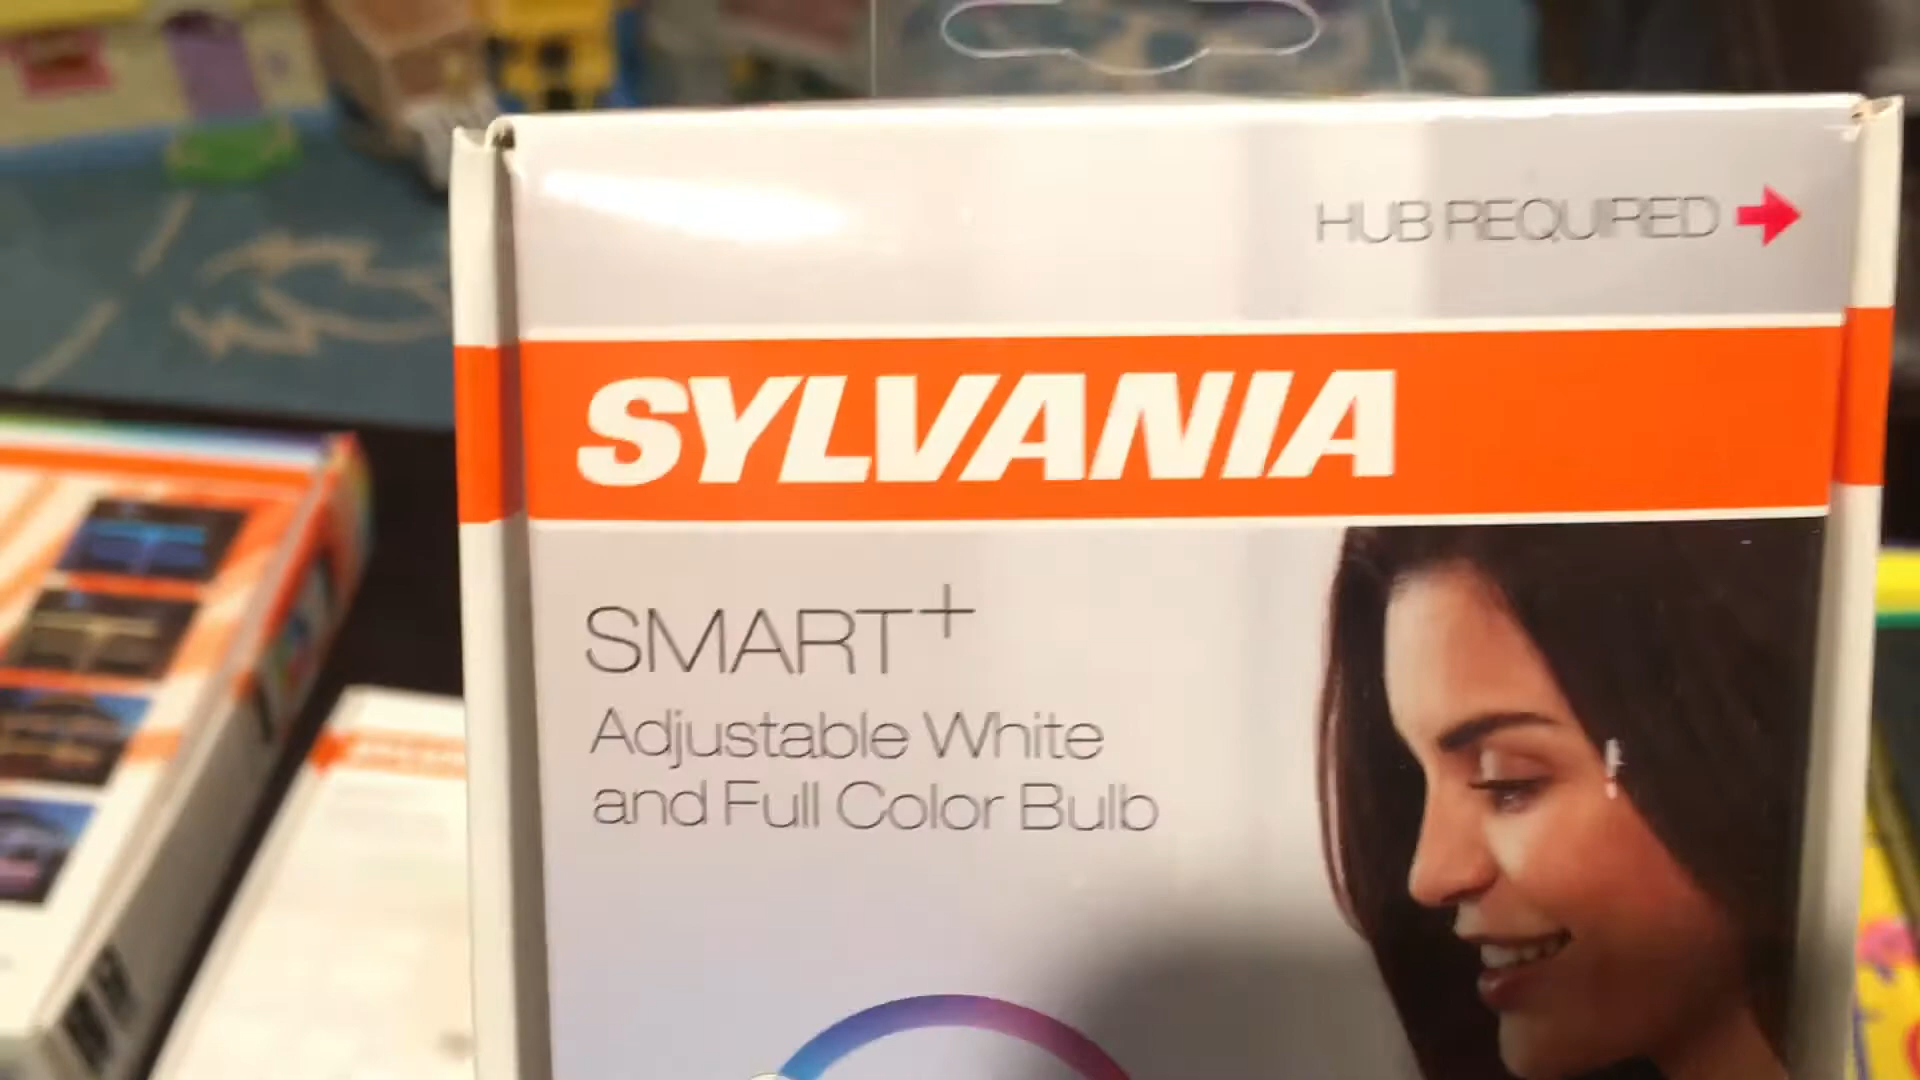 HUB REQUIRED
SYLVANIA
SMART+
Adjustable White
and Full Color Bulb